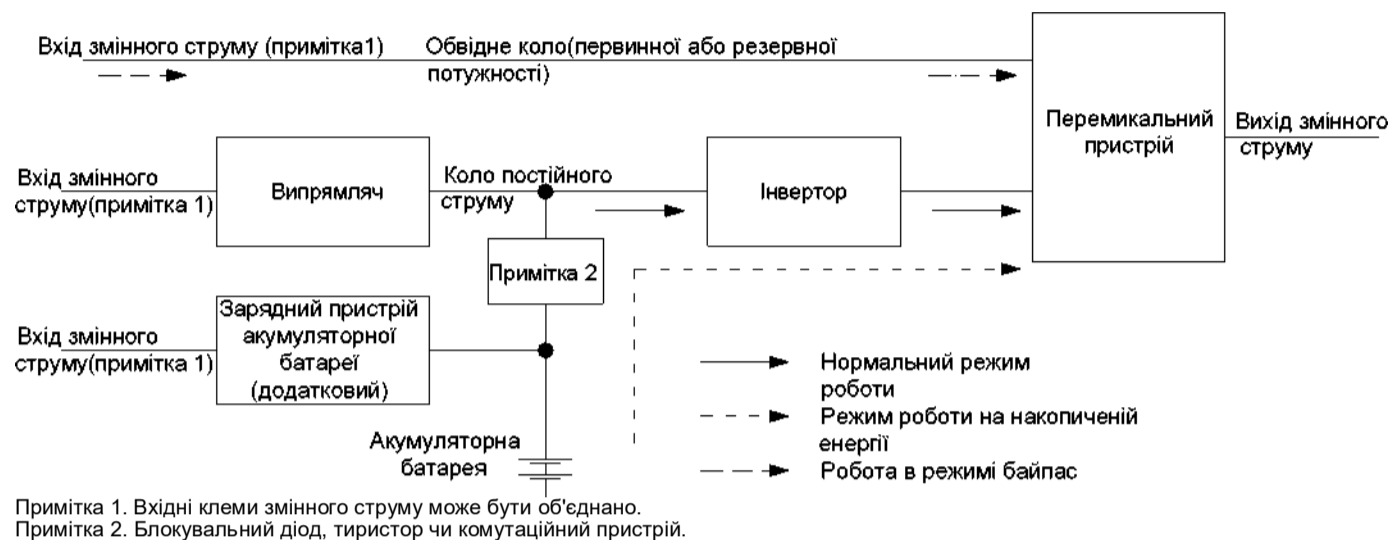 Вхід змінного струму (примітка1)
Обвідне коло(первинної або резервної
потужності)
Перемикальний
пристрій
Вихід змінного
струму
Вхід змінного
струму(примітка 1)
Випрямляч
Коло постійного
струму
Інвертор
Примітка 2
Вхід змінного
струму(примітка 1)
Зарядний пристрій
акумуляторної
батареї
(додатковий)
Акумуляторна
батарея
Нормальний режим
роботи
Режим роботи на накопиченій
енергії
Робота в режимі байпас
Примітка 1. Вхідні клеми змінного струму може бути об'єднано.
Примітка 2. Блокувальний діод, тиристор чи комутаційний пристрій.